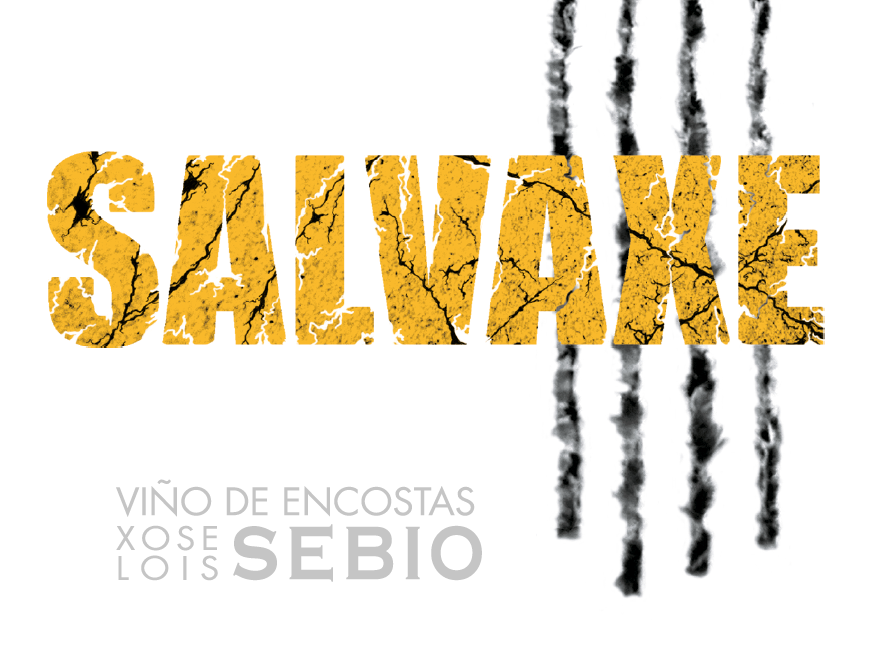 SALVAXE
VIÑO DE ENCOSTAS
XOSE LOIS SEBIO